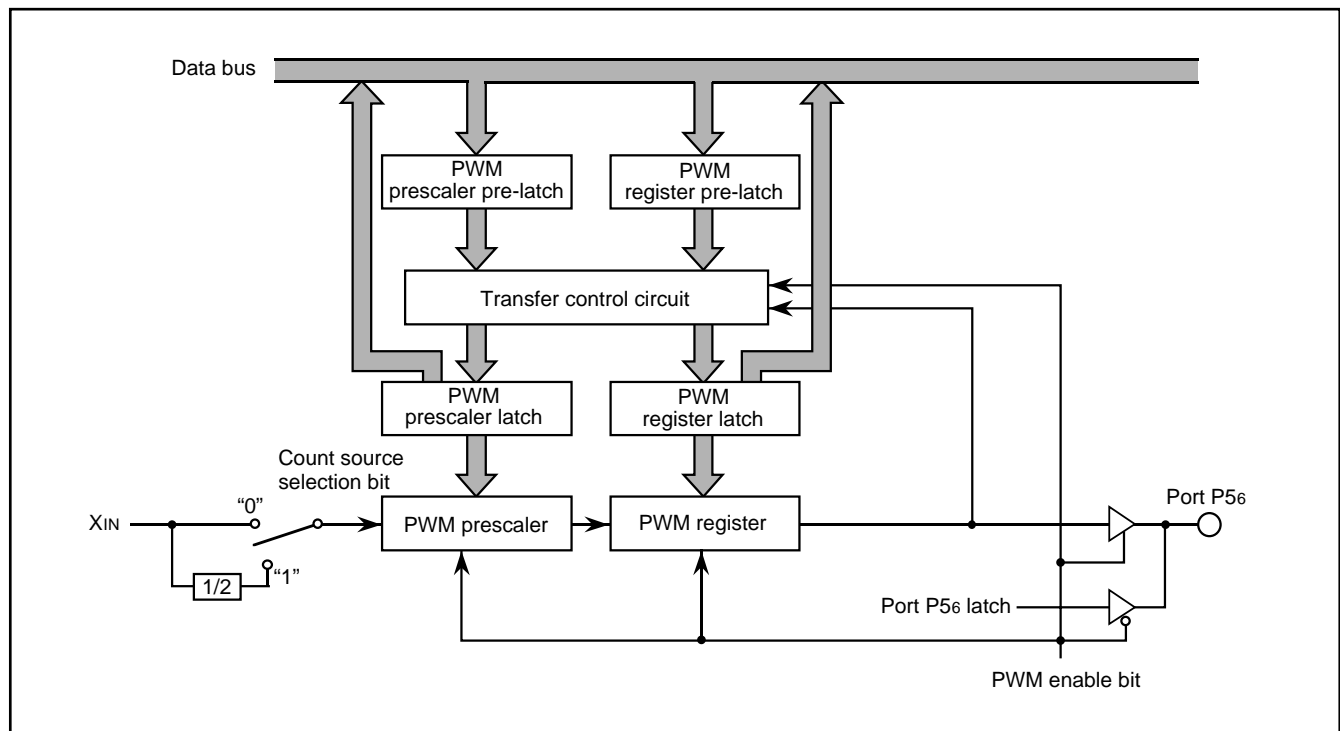 Data bus
PWM
prescaler pre-latch
PWM
register pre-latch
Transfer control circuit
PWM
prescaler latch
PWM
register latch
Count source
selection bit
XIN
“0”
“1”
1/2
PWM prescaler
PWM register
Port P56
Port P56 latch
PWM enable bit